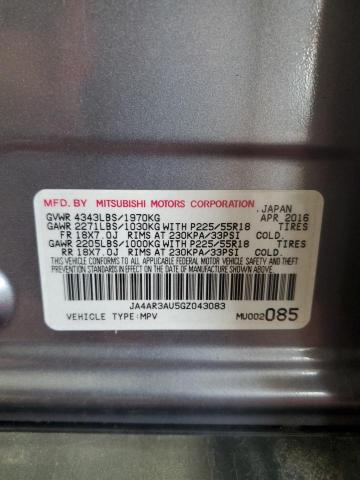 MFD. BY MITSUBISHI MOTORS CORPORATION, JAPAN
GVWR 4343LBS/1970KG APR 2016
GAWR 2271LBS/1030KG WITH P225/55R18 TIRES
FR 18X7.0J RIMS AT 230KPA/33PSI COLD.
GAWR 2205LBS/1000KG WITH P225/55R18 TIRES
RR 18X7.0J RIMS AT 230KPA/33PSI COLD.
THIS VEHICLE CONFORMS TO ALL APPLICABLE
FEDERAL MOTOR VEHICLE SAFETY AND THEFT
PREVENTION STANDARDS IN EFFECT ON THE DATE
OF MANUFACTURE SHOWN ABOVE.
JA4AR3AU5GZ043083
VEHICLE TYPE:MPV MU002085